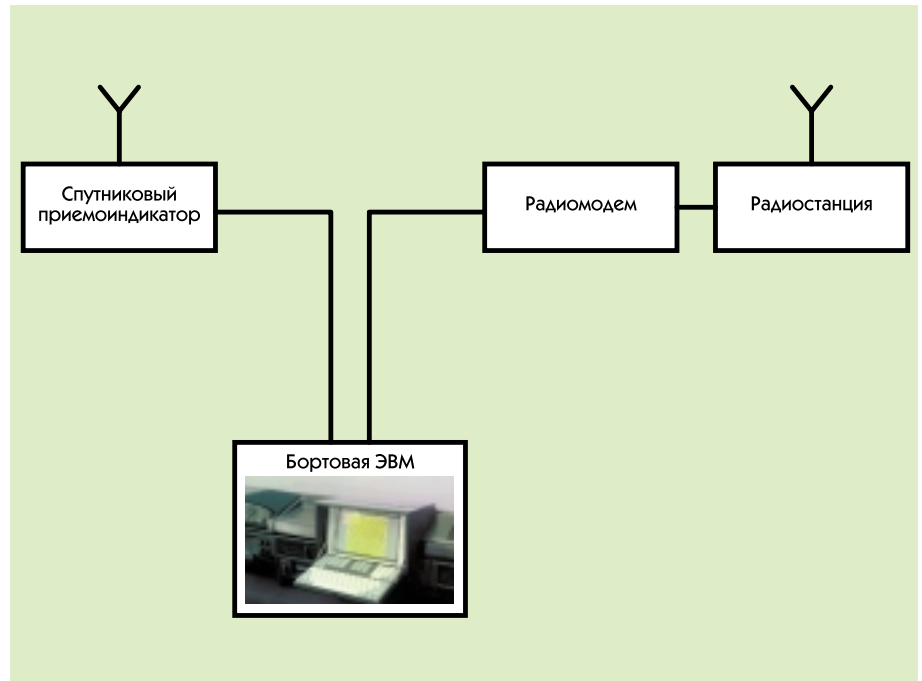 Спутниковый
приемоиндикатор
Радиомодем
Радиостанция
Бортовая ЭВМ